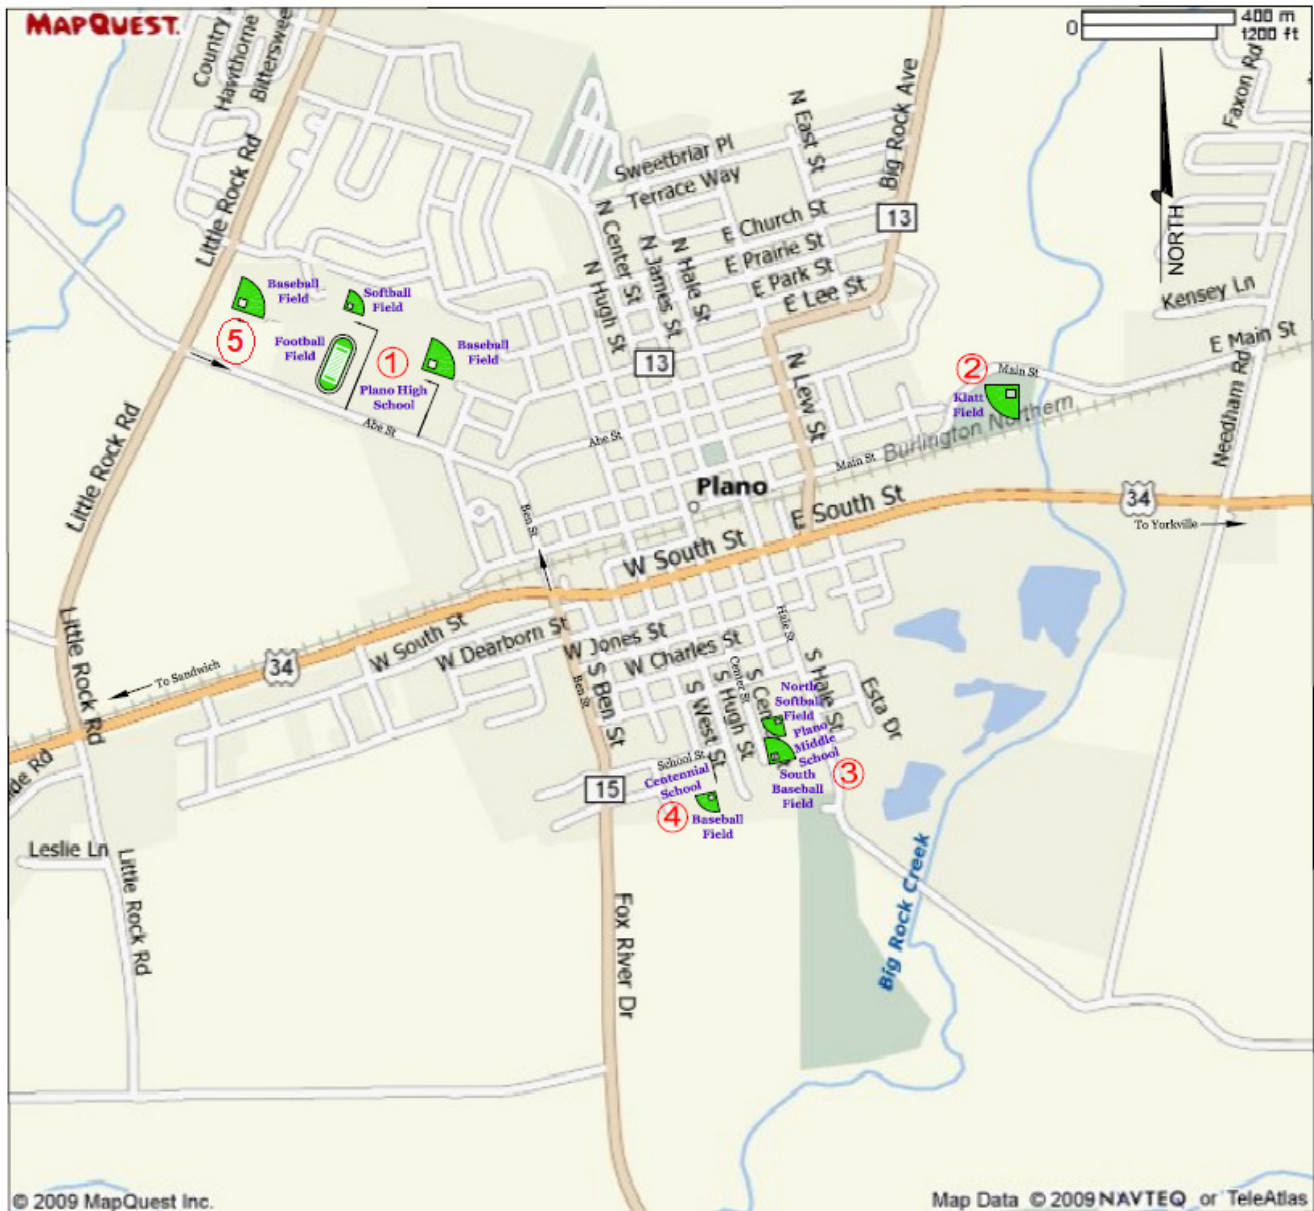 MAPQUEST.
0
400 m
1200 ft
NORTH
Country
Hawthorne
Bitterswee
Little Rock Rd
N East St
Big Rock Ave
Faxon Rd
Sweetbriar Pl
Terrace Way
13
E Church St
E Prairie St
E Park St
E Lee St
N Center St
N James St
N Hale St
N Hugh St
Kensey Ln
E Main St
Baseball
Field
Softball
Field
5
Football
Field
1
Baseball
Field
Plano High
School
13
N Lew St
2
Main St
Klatt
Field
Burlington Northern
Needham Rd
Little Rock Rd
Abe St
Abe St
Main St
Plano
Ben St
E South St
34
To Yorkville
W South St
Little Rock Rd
W South St
W Dearborn St
W Jones St
W Charles St
Hale St
34
To Sandwich
S Ben St
Ben St
S West St
S Hugh St
Center St
S Cen
S Hale St
Esta Dr
North
Softball
Field
Plano
Middle
School
South
Baseball
Field
3
School St
Centennial
School
15
4
Baseball
Field
Little Rock Rd
de Rd
Leslie Ln
Little Rock Rd
Fox River Dr
Big Rock Creek
© 2009 MapQuest Inc.
Map Data © 2009 NAVTEQ or TeleAtlas